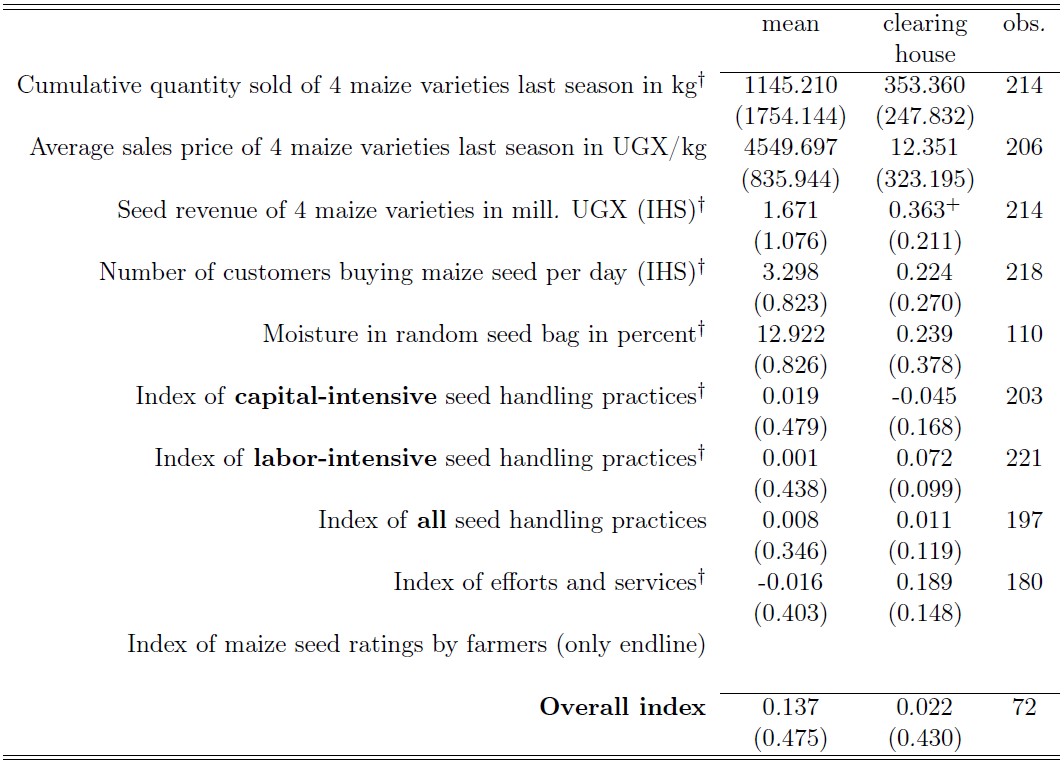 mean clearing obs.
house
Cumulative quantity sold of 4 maize varieties last season in kg† 1145.210 353.360 214
(1754.144) (247.832)
Average sales price of 4 maize varieties last season in UGX/kg 4549.697 12.351 206
(835.944) (323.195)
Seed revenue of 4 maize varieties in mill. UGX (IHS)† 1.671 0.363+ 214
(1.076) (0.211)
Number of customers buying maize seed per day (IHS)† 3.298 0.224 218
(0.823) (0.270)
Moisture in random seed bag in percent† 12.922 0.239 110
(0.826) (0.378)
Index of capital-intensive seed handling practices† 0.019 -0.045 203
(0.479) (0.168)
Index of labor-intensive seed handling practices† 0.001 0.072 221
(0.438) (0.099)
Index of all seed handling practices 0.008 0.011 197
(0.346) (0.119)
Index of efforts and services† -0.016 0.189 180
(0.403) (0.148)
Index of maize seed ratings by farmers (only endline)
Overall index 0.137 0.022 72
(0.475) (0.430)